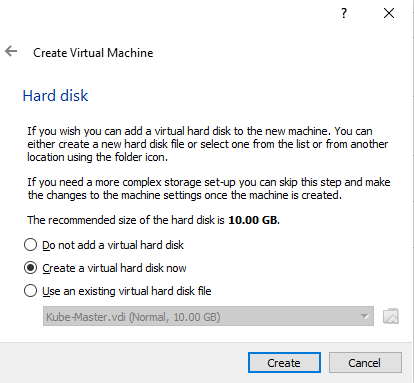 ?
Create Virtual Machine
Hard disk
If you wish you can add a virtual hard disk to the new machine. You can
either create a new hard disk file or select one from the list or from another
location using the folder icon.
If you need a more complex storage set-up you can skip this step and make
the changes to the machine settings once the machine is created.
The recommended size of the hard disk is 10.00 GB.
Do not add a virtual hard disk
Create a virtual hard disk now
Use an existing virtual hard disk file
Kube-Master.vdi (Normal, 10.00 GB)
Create
Cancel